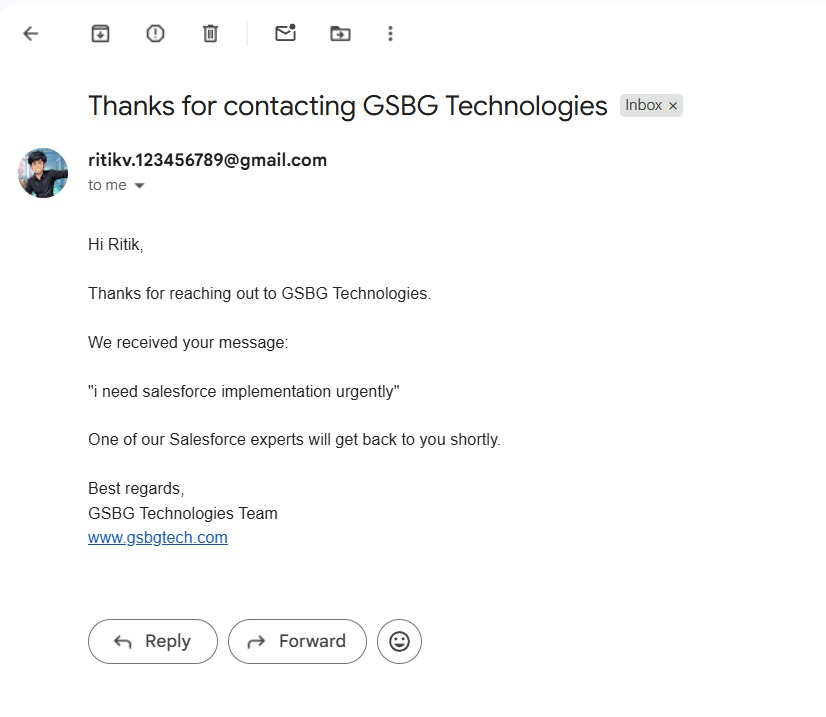 Thanks for contacting GSBG Technologies Inbox ×
ritikv.123456789@gmail.com
to me
Hi Ritik,
Thanks for reaching out to GSBG Technologies.
We received your message:
"i need salesforce implementation urgently"
One of our Salesforce experts will get back to you shortly.
Best regards,
GSBG Technologies Team
www.gsbgtech.com
Reply Forward